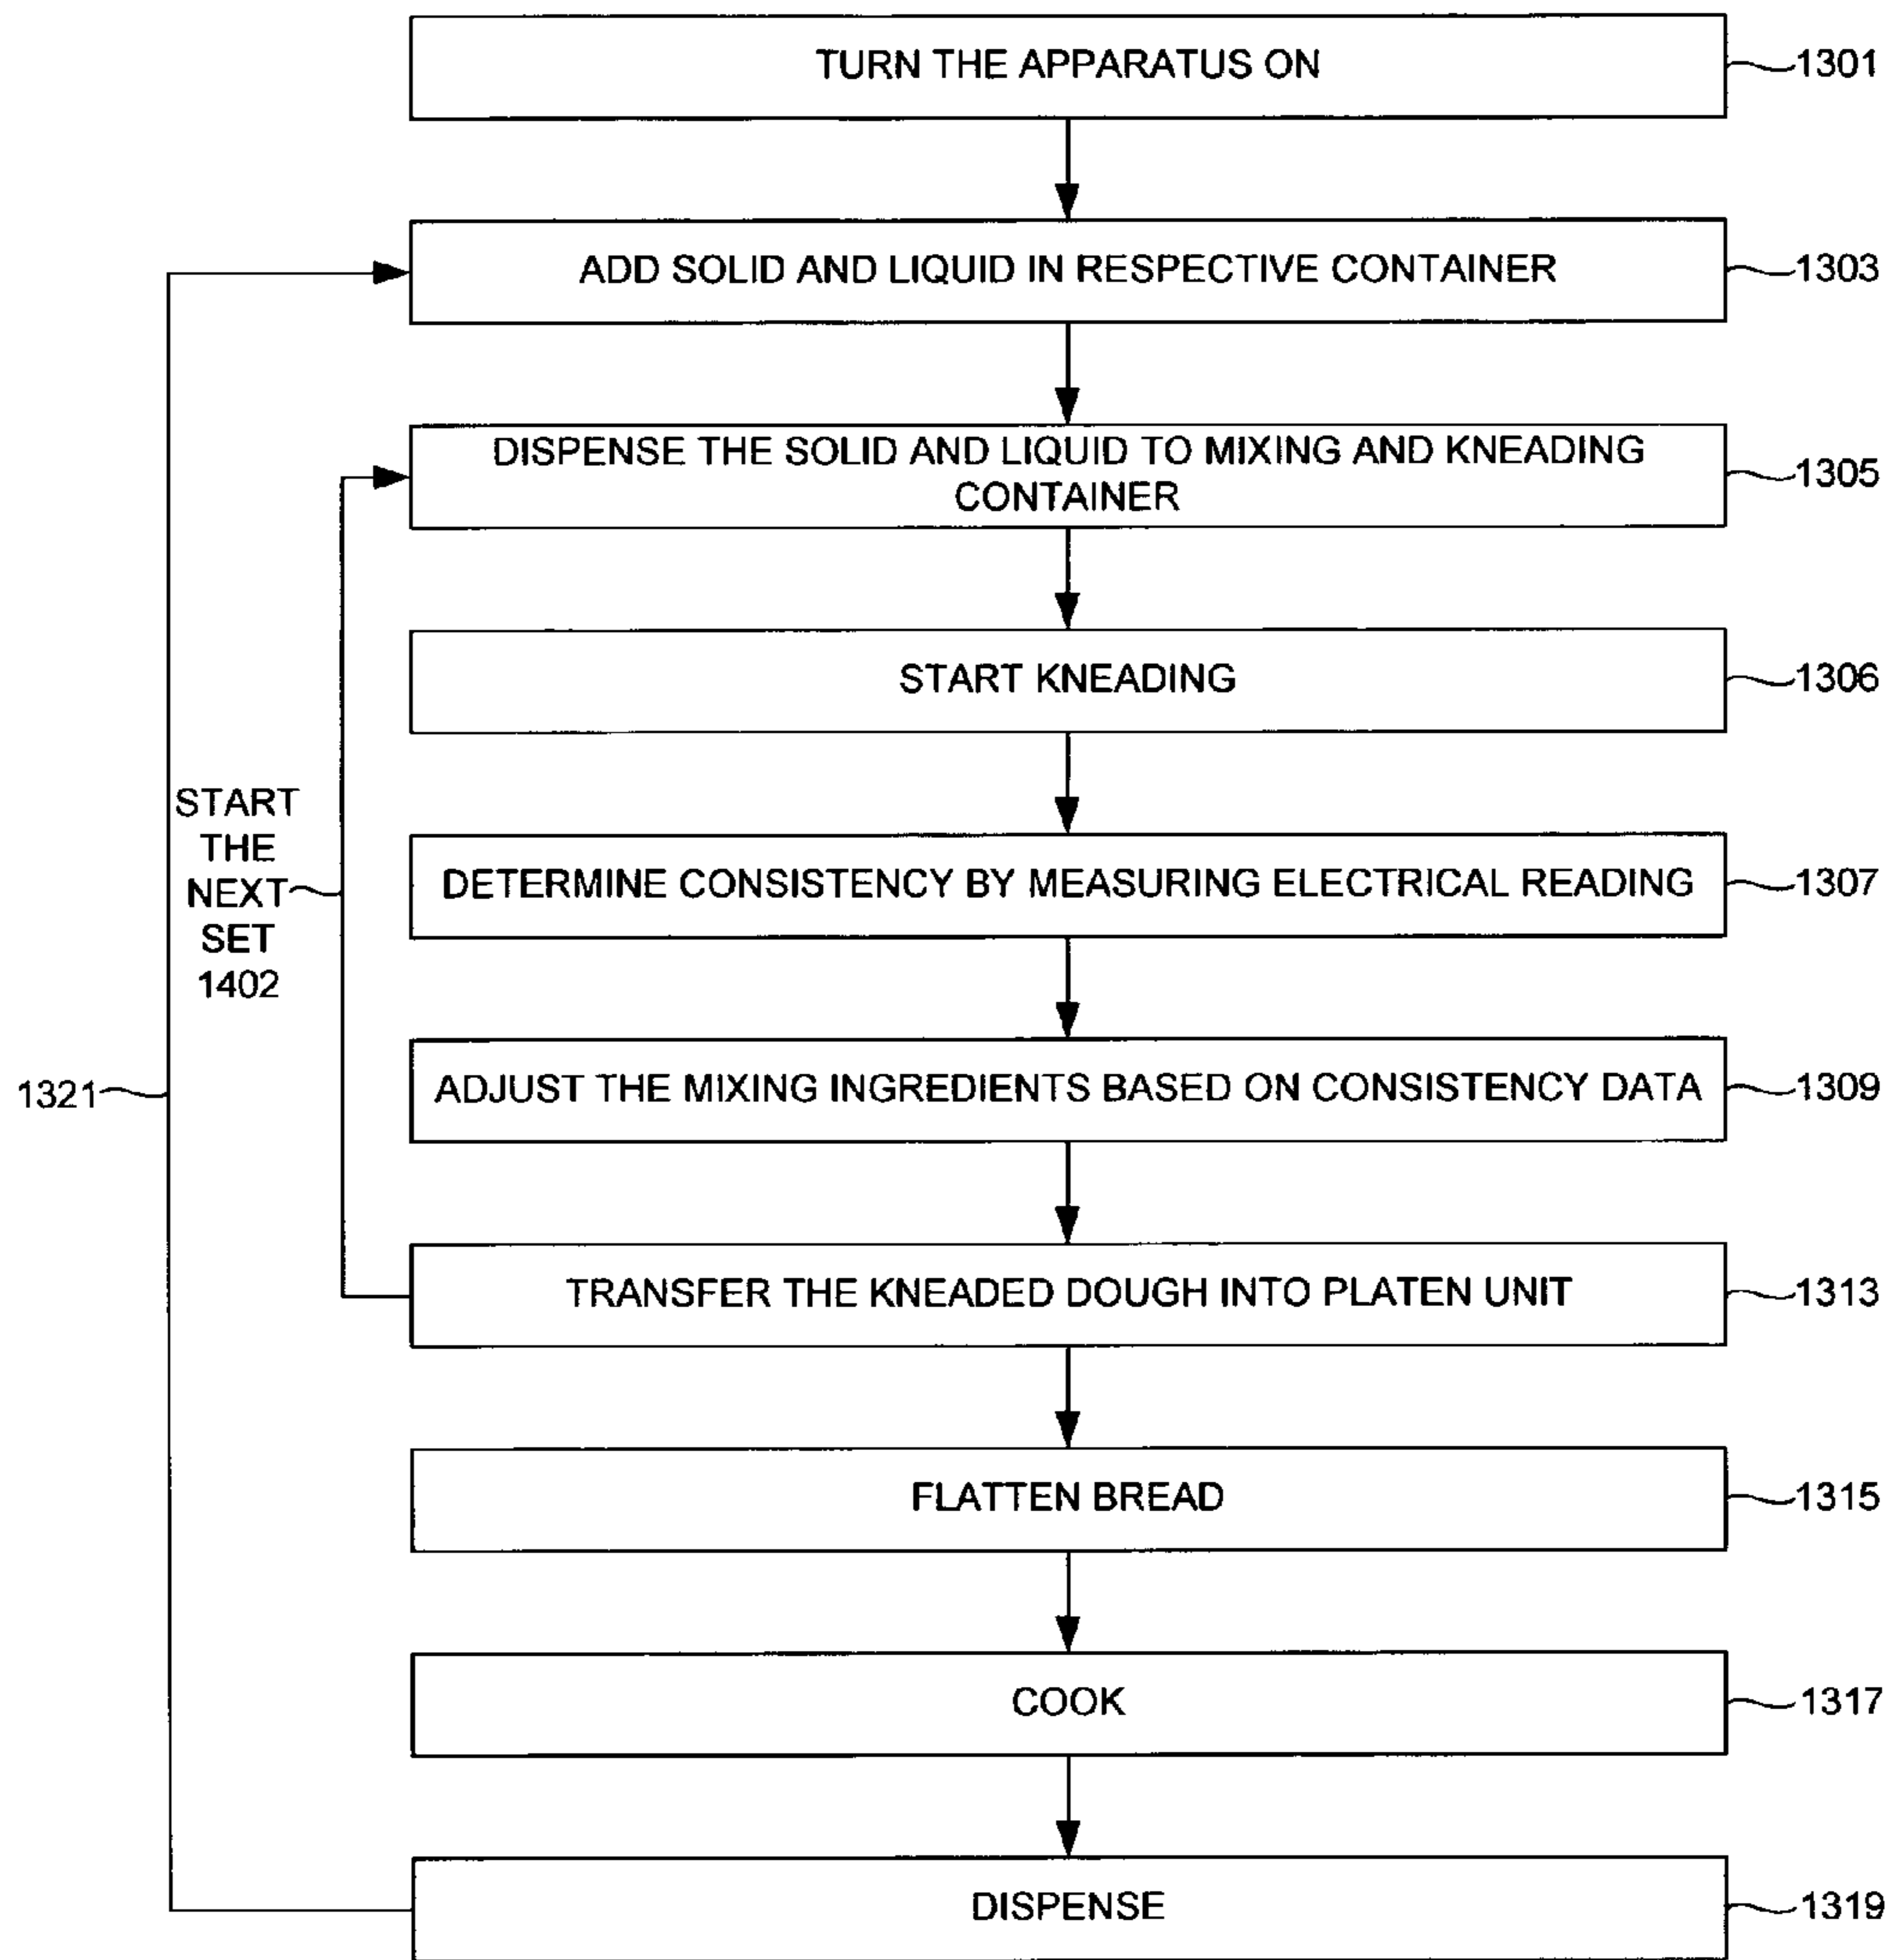 TURN THE APPARATUS ON
1301
ADD SOLID AND LIQUID IN RESPECTIVE CONTAINER
1303
DISPENSE THE SOLID AND LIQUID TO MIXING AND KNEADING
CONTAINER
1305
START KNEADING
1306
START
THE
NEXT
SET
1402
DETERMINE CONSISTENCY BY MEASURING ELECTRICAL READING
1307
1321
ADJUST THE MIXING INGREDIENTS BASED ON CONSISTENCY DATA
1309
TRANSFER THE KNEADED DOUGH INTO PLATEN UNIT
1313
FLATTEN BREAD
1315
COOK
1317
DISPENSE
1319